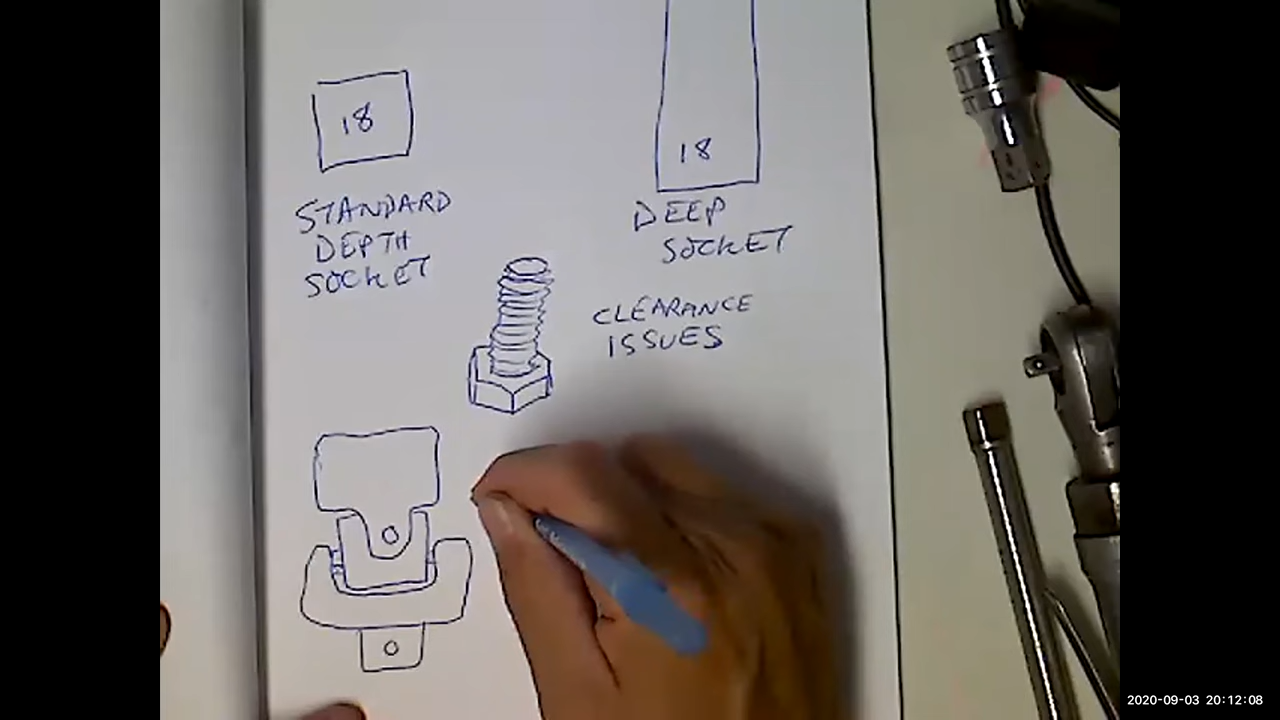 18
STANDARD
DEPTH
SOCKET
18
DEEP
SOCKET
CLEARANCE
ISSUES
2020-09-03 20:12:08